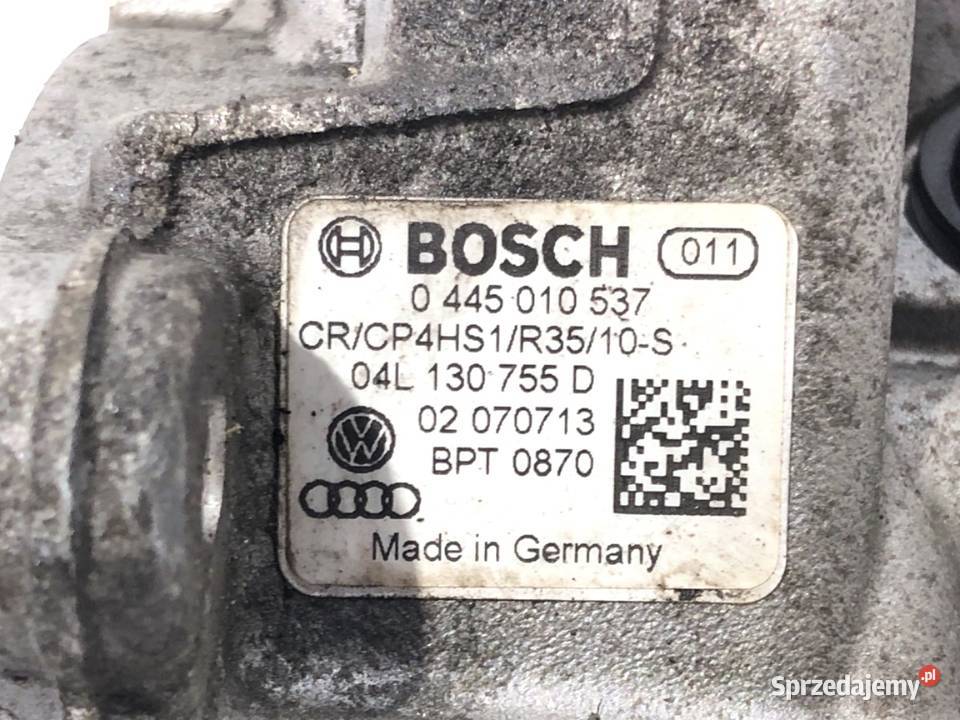 BOSCH 011
0 445 010 537
CR/CP4HS1/R35/10-S
04L 130 755 D
02 070713
BPT 0870
Made in Germany
Sprzedajemy.pl